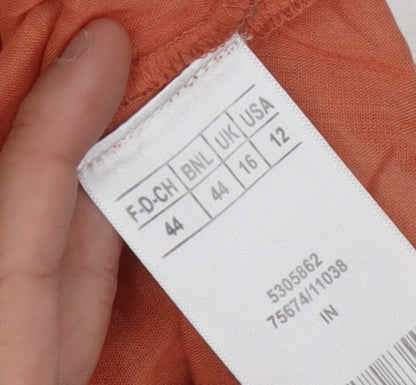 F-D-CH BNL UK USA
44 44 16 12
5305862
75674/11038
IN